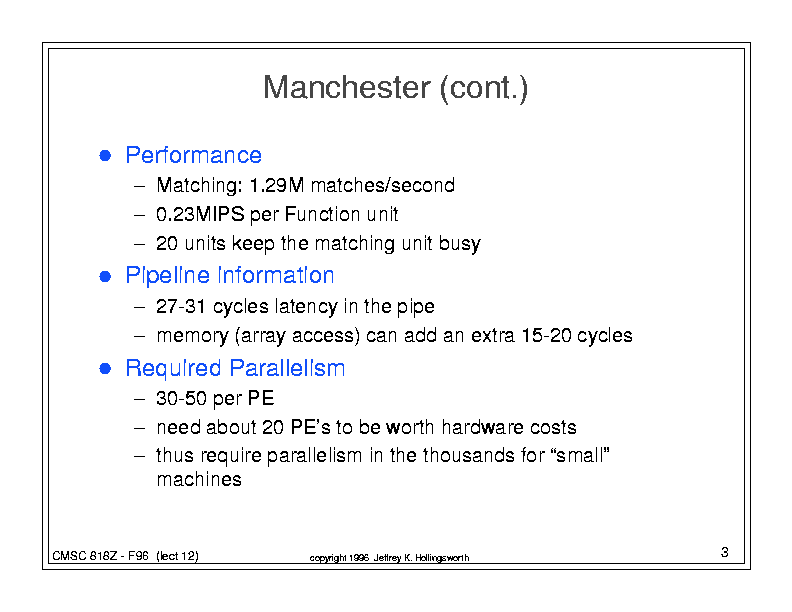 Manchester (cont.)
● Performance
– Matching: 1.29M matches/second
– 0.23MIPS per Function unit
– 20 units keep the matching unit busy
● Pipeline information
– 27-31 cycles latency in the pipe
– memory (array access) can add an extra 15-20 cycles
● Required Parallelism
– 30-50 per PE
– need about 20 PE's to be worth hardware costs
– thus require parallelism in the thousands for “small”
machines
CMSC 818Z - F96 (lect 12)
copyright 1996 Jeffrey K. Hollingsworth
3